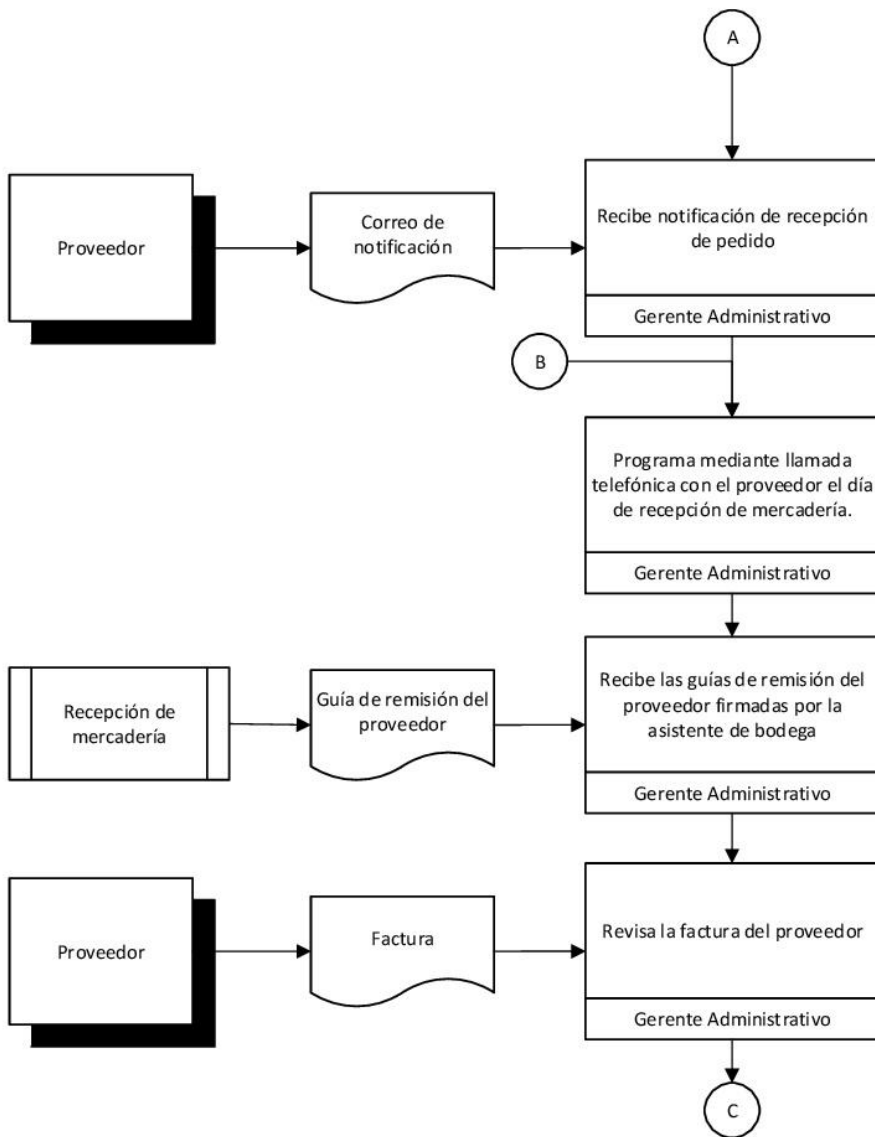 A
Proveedor
Correo de
notificación
Recibe notificación de recepción
de pedido
Gerente Administrativo
B
Programa mediante llamada
telefónica con el proveedor el día
de recepción de mercadería.
Gerente Administrativo
Recepción de
mercadería
Guía de remisión del
proveedor
Recibe las guías de remisión del
proveedor firmadas por la
asistente de bodega
Gerente Administrativo
Proveedor
Factura
Revisa la factura del proveedor
Gerente Administrativo
C